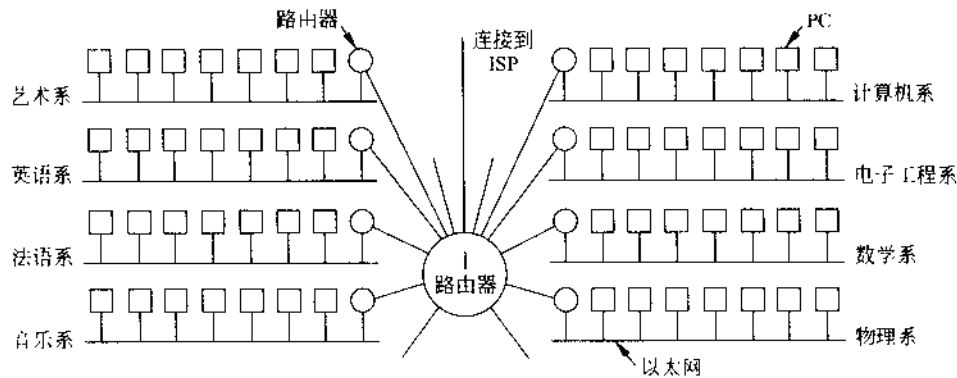 路由器
连接到
ISP
PC
艺术系
计算机系
英语系
电子工程系
法语系
数学系
路由器
音乐系
物理系
以太网